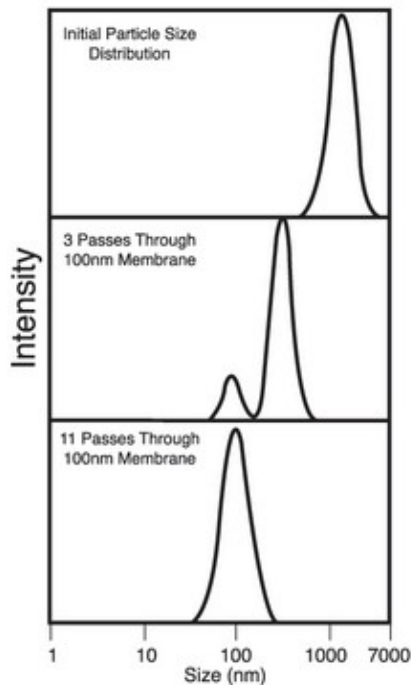 Initial Particle Size
Distribution
3 Passes Through
100nm Membrane
Intensity
11 Passes Through
100nm Membrane
1 10 100 1000 7000
Size (nm)